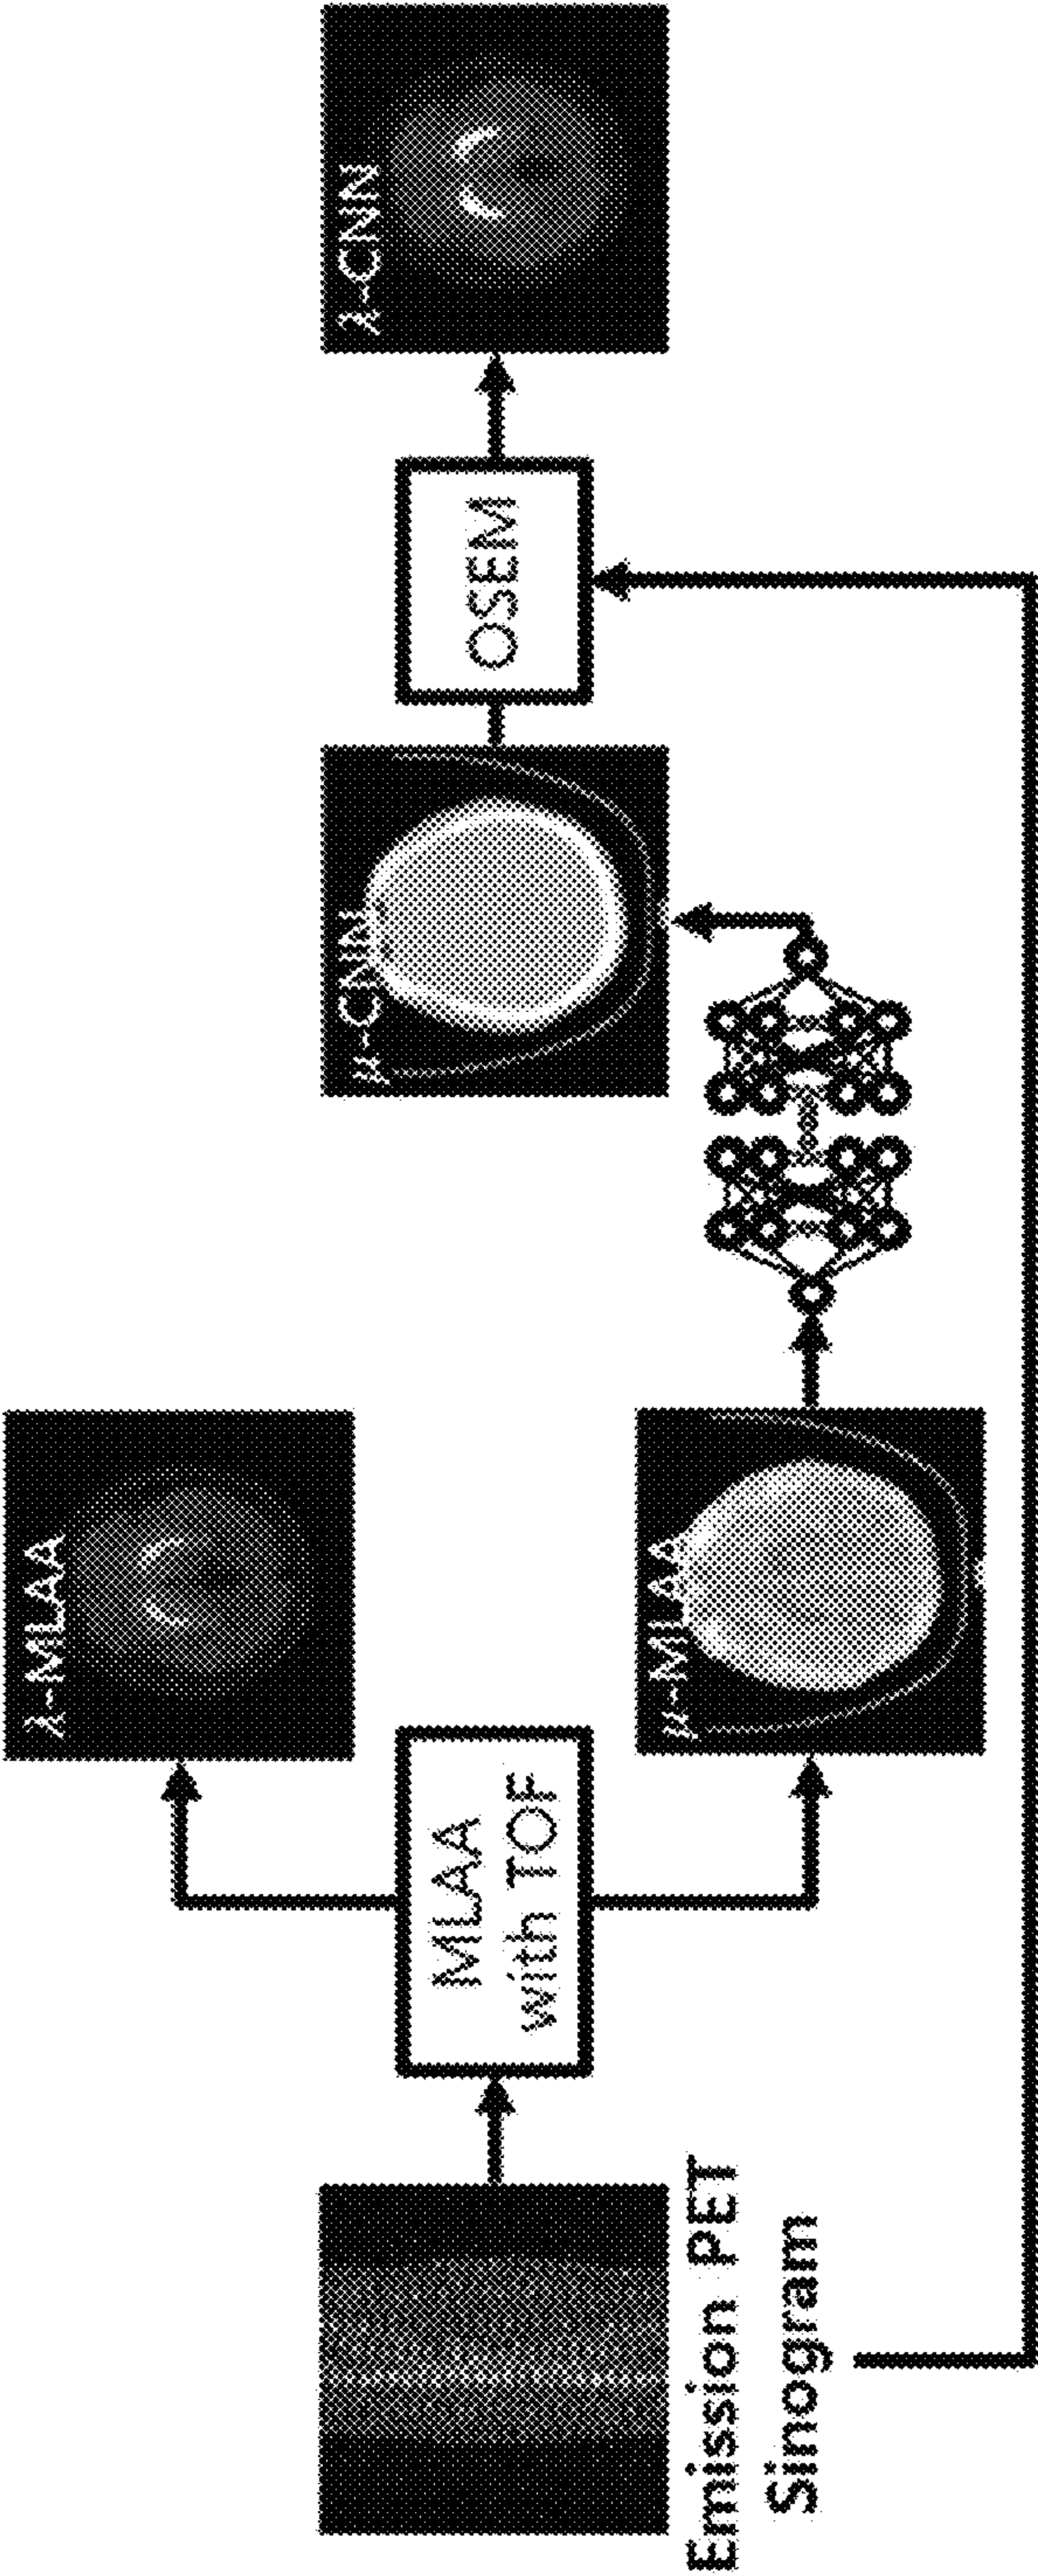 Emission PET
Sinogram
MLAA
with TOF
λ-MLAA
μ-MLAA
μ-CNN
OSEM
λ-CNN